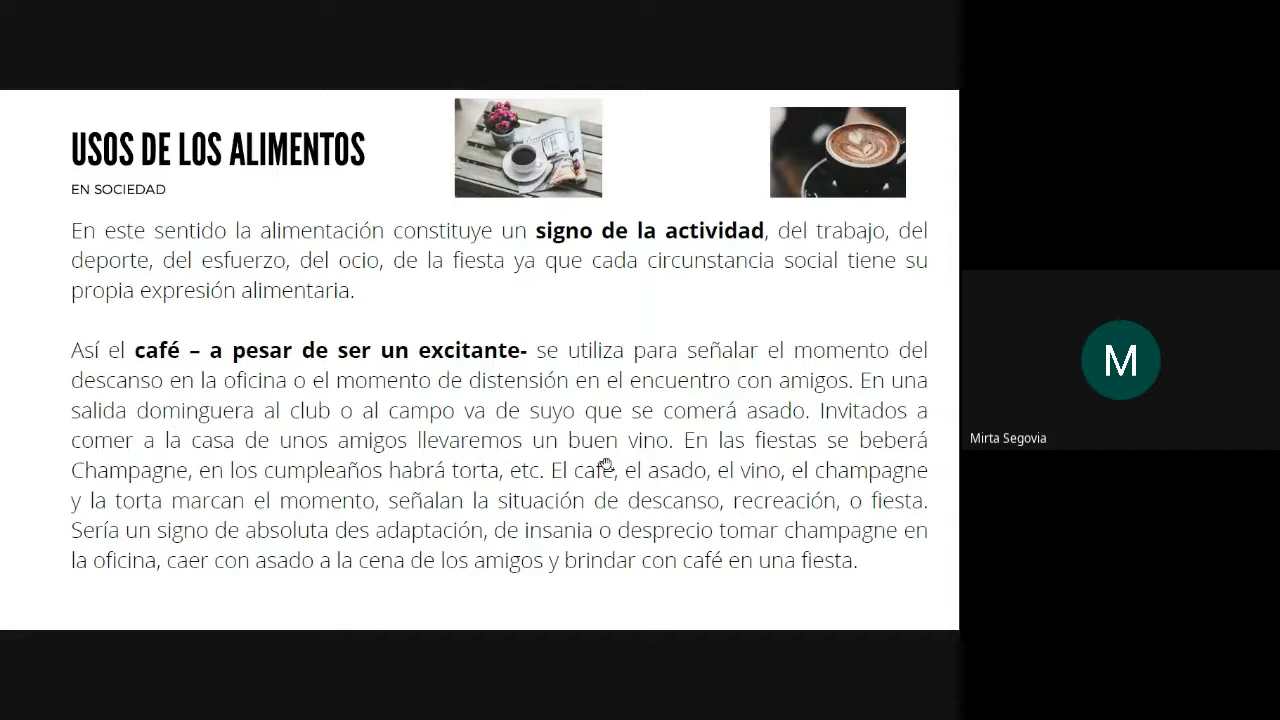 USOS DE LOS ALIMENTOS
EN SOCIEDAD
En este sentido la alimentación constituye un signo de la actividad, del trabajo, del
deporte, del esfuerzo, del ocio, de la fiesta ya que cada circunstancia social tiene su
propia expresión alimentaria.
Así el café – a pesar de ser un excitante- se utiliza para señalar el momento del
descanso en la oficina o el momento de distensión en el encuentro con amigos. En una
salida dominguera al club o al campo va de suyo que se comerá asado. Invitados a
comer a la casa de unos amigos llevaremos un buen vino. En las fiestas se beberá
Champagne, en los cumpleaños habrá torta, etc. El café, el asado, el vino, el champagne
y la torta marcan el momento, señalan la situación de descanso, recreación, o fiesta.
Sería un signo de absoluta des adaptación, de insania o desprecio tomar champagne en
la oficina, caer con asado a la cena de los amigos y brindar con café en una fiesta.
M
Mirta Segovia